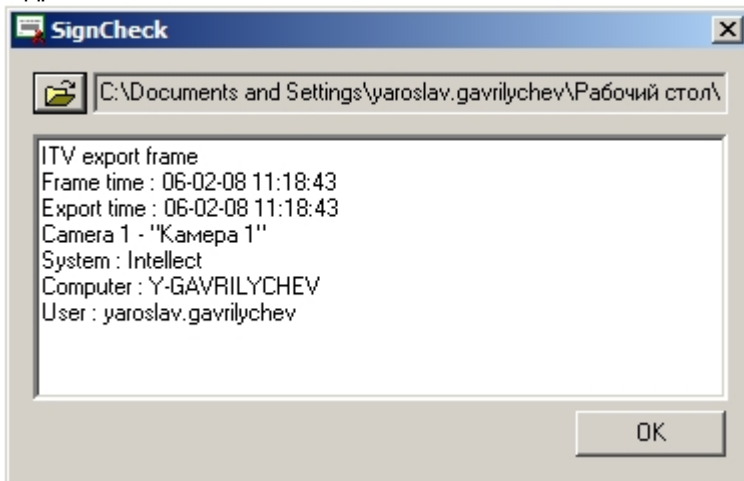 SignCheck
C:\Documents and Settings\yaroslav.gavrilychev\Рабочий стол\
ITV export frame
Frame time : 06-02-08 11:18:43
Export time : 06-02-08 11:18:43
Camera 1 - "Камера 1"
System : Intellect
Computer : Y-GAVRILYCHEV
User : yaroslav.gavrilychev
OK